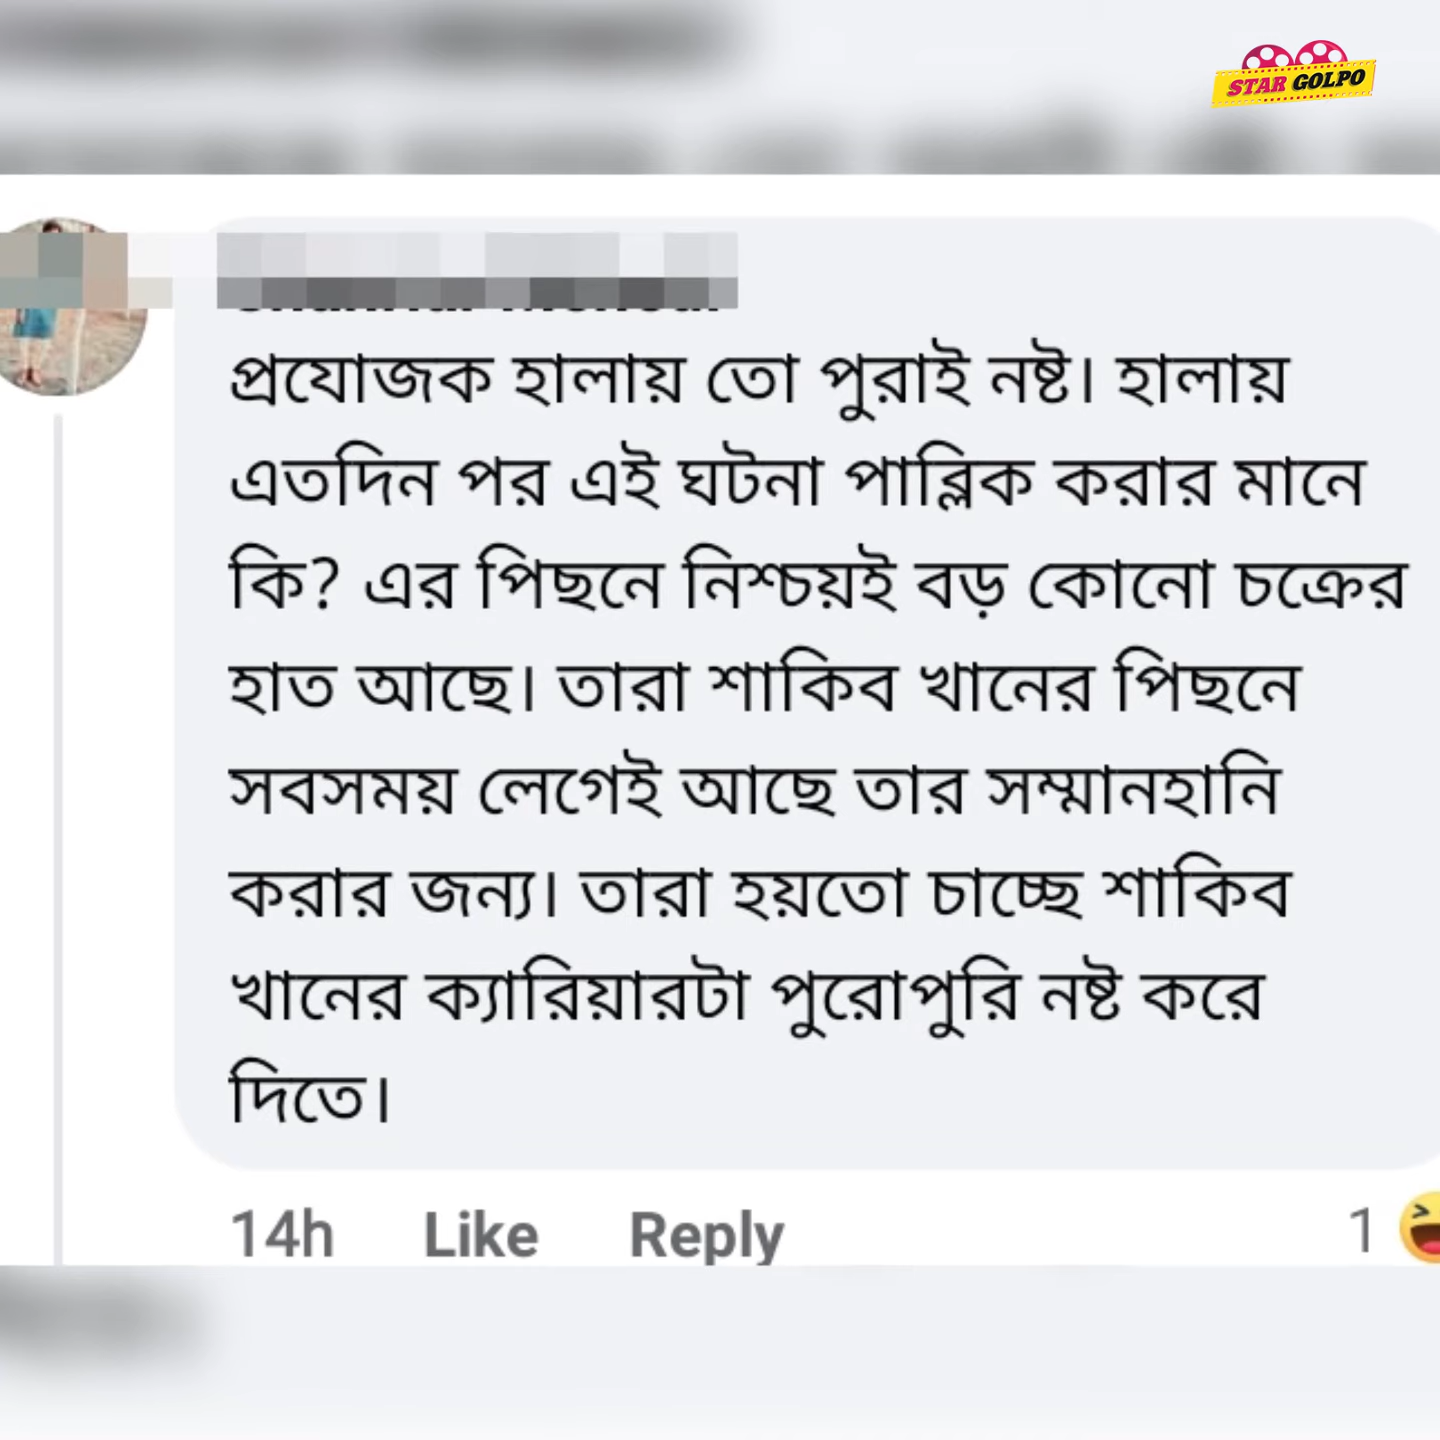 STAR GOLPO
প্রযোজক হালায় তো পুরাই নষ্ট। হালায়
এতদিন পর এই ঘটনা পাব্লিক করার মানে
কি? এর পিছনে নিশ্চয়ই বড় কোনো চক্রের
হাত আছে। তারা শাকিব খানের পিছনে
সবসময় লেগেই আছে তার সম্মানহানি
করার জন্য। তারা হয়তো চাচ্ছে শাকিব
খানের ক্যারিয়ারটা পুরোপুরি নষ্ট করে
দিতে।
14h Like Reply 1